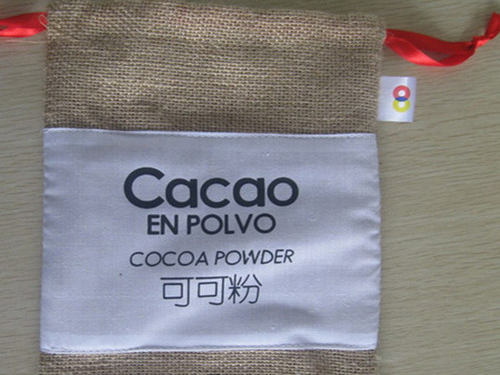 Cacao
EN POLVO
COCOA POWDER
可可粉